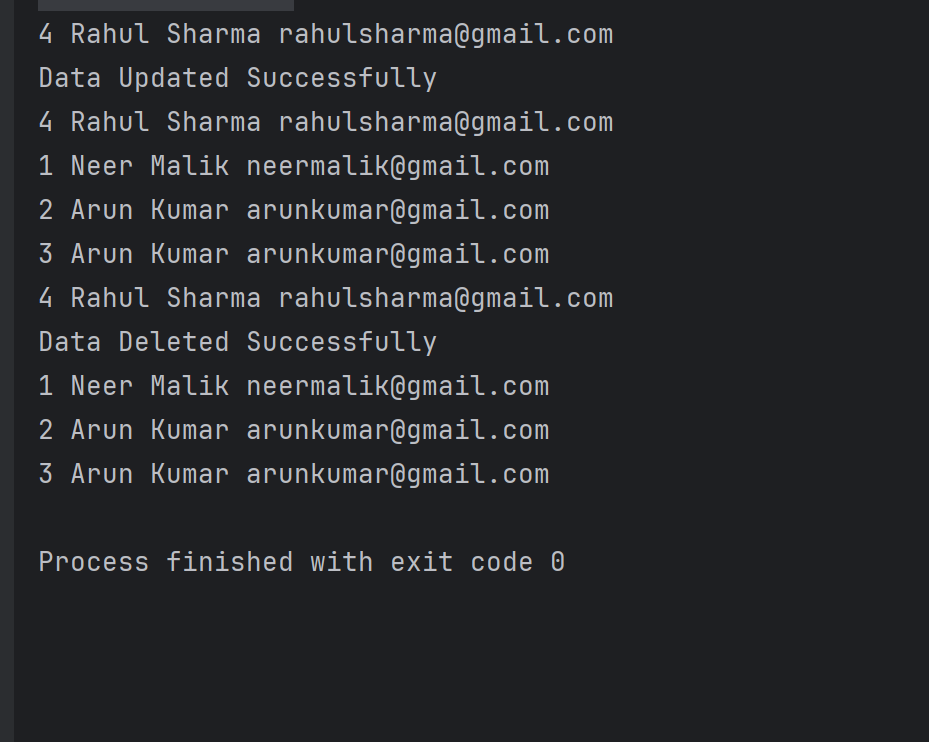 4 Rahul Sharma rahulsharma@gmail.com
Data Updated Successfully
4 Rahul Sharma rahulsharma@gmail.com
1 Neer Malik neermalik@gmail.com
2 Arun Kumar arunkumar@gmail.com
3 Arun Kumar arunkumar@gmail.com
4 Rahul Sharma rahulsharma@gmail.com
Data Deleted Successfully
1 Neer Malik neermalik@gmail.com
2 Arun Kumar arunkumar@gmail.com
3 Arun Kumar arunkumar@gmail.com
Process finished with exit code 0